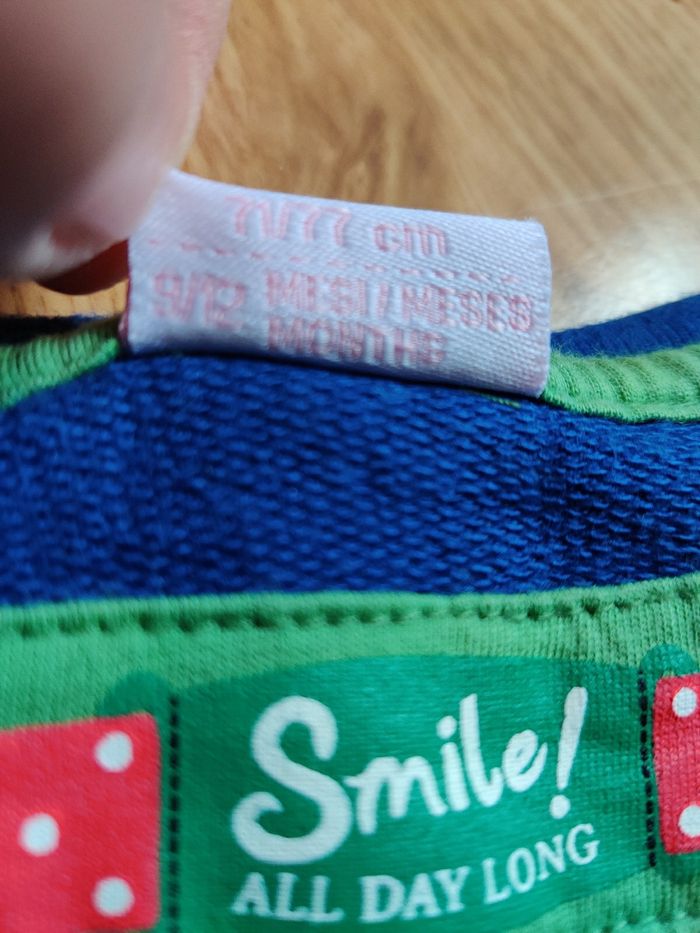 71/77 cm
9/12 MESI/MESES
MONTHS
Smile!
ALL DAY LONG